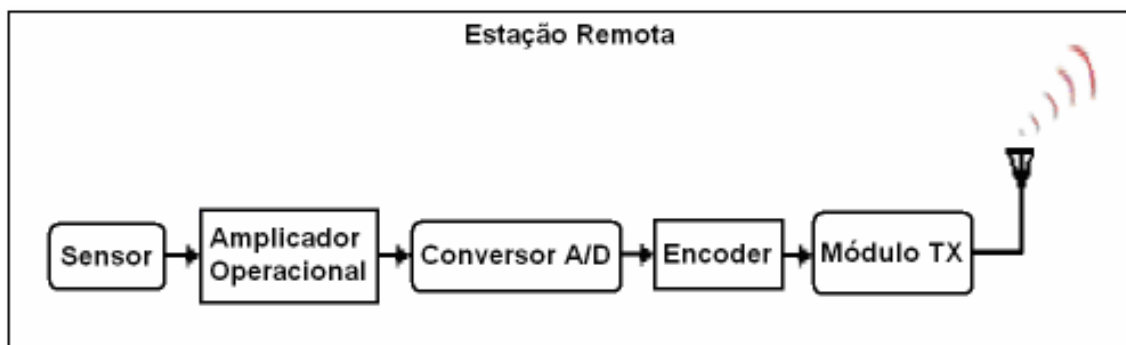 Estação Remota
Sensor
Amplicador
Operacional
Conversor A/D
Encoder
Módulo TX